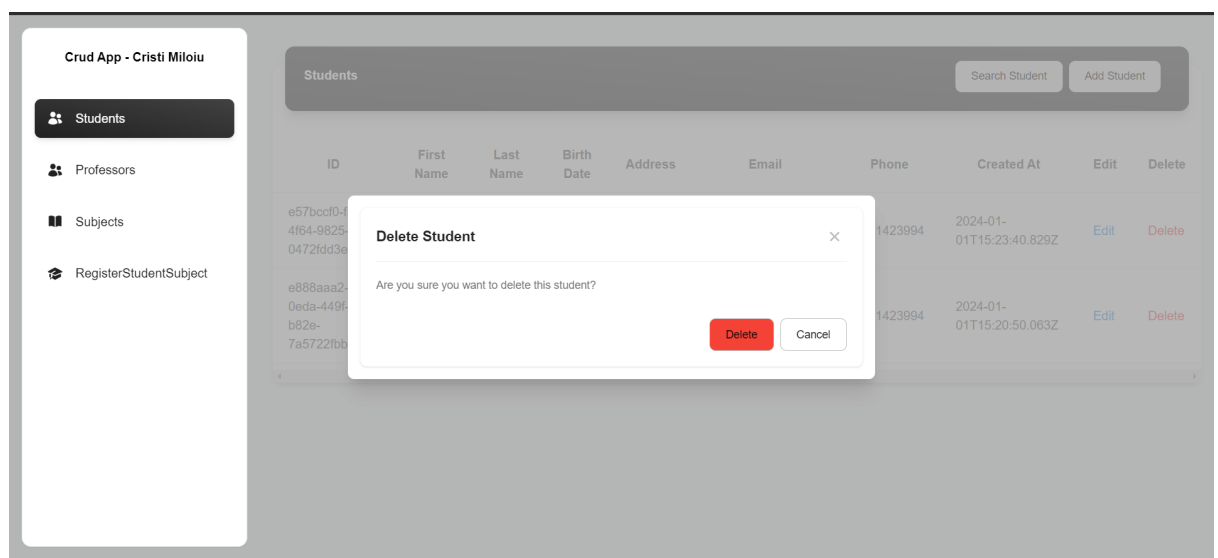 Crud App - Cristi Miloiu
Students
Professors
Subjects
RegisterStudentSubject
Students
Search Student
Add Student
ID
First
Name
Last
Name
Birth
Date
Address
Email
Phone
Created At
Edit
Delete
e57bccf0-f
4f64-9825-
0472fdd3e
1423994
2024-01-
01T15:23:40.829Z
Edit
Delete
e888aaa2-
0eda-449f-
b82e-
7a5722fbb
1423994
2024-01-
01T15:20:50.063Z
Edit
Delete
Delete Student
Are you sure you want to delete this student?
Delete
Cancel